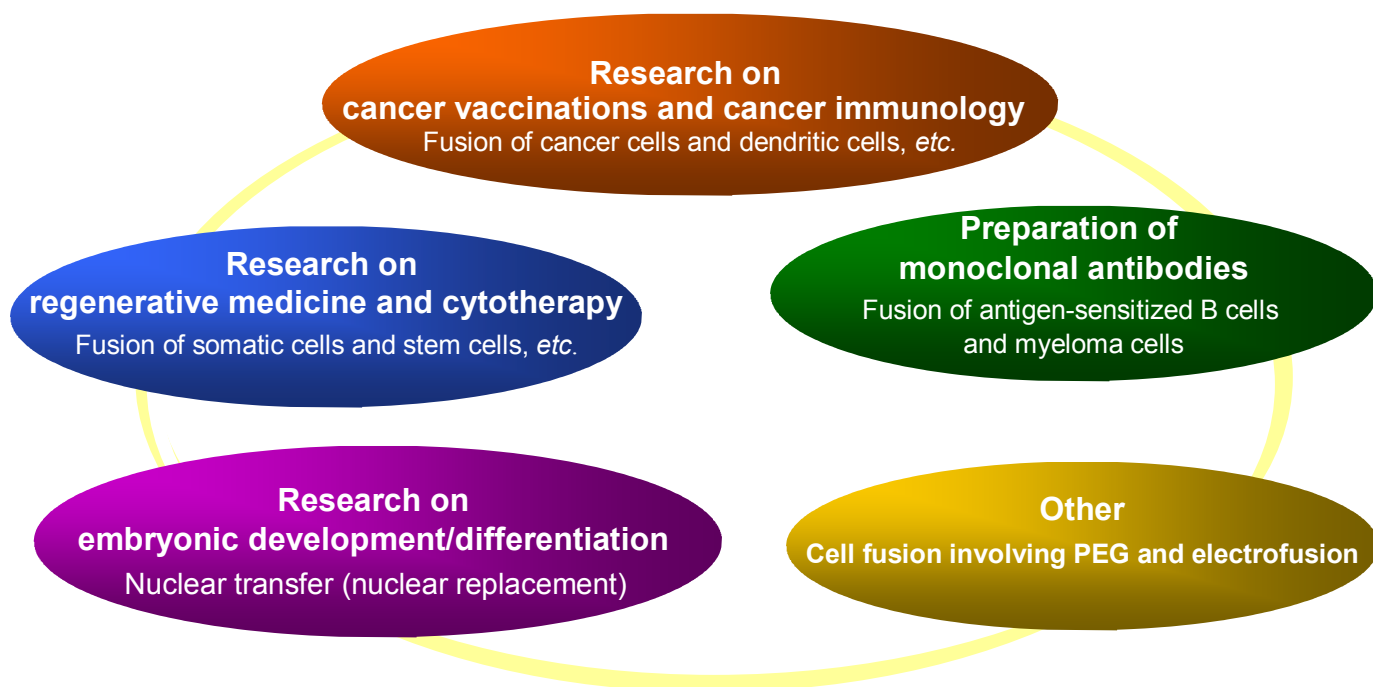 Research on
cancer vaccinations and cancer immunology
Fusion of cancer cells and dendritic cells, etc.
Research on
regenerative medicine and cytotherapy
Fusion of somatic cells and stem cells, etc.
Preparation of
monoclonal antibodies
Fusion of antigen-sensitized B cells
and myeloma cells
Research on
embryonic development/differentiation
Nuclear transfer (nuclear replacement)
Other
Cell fusion involving PEG and electrofusion